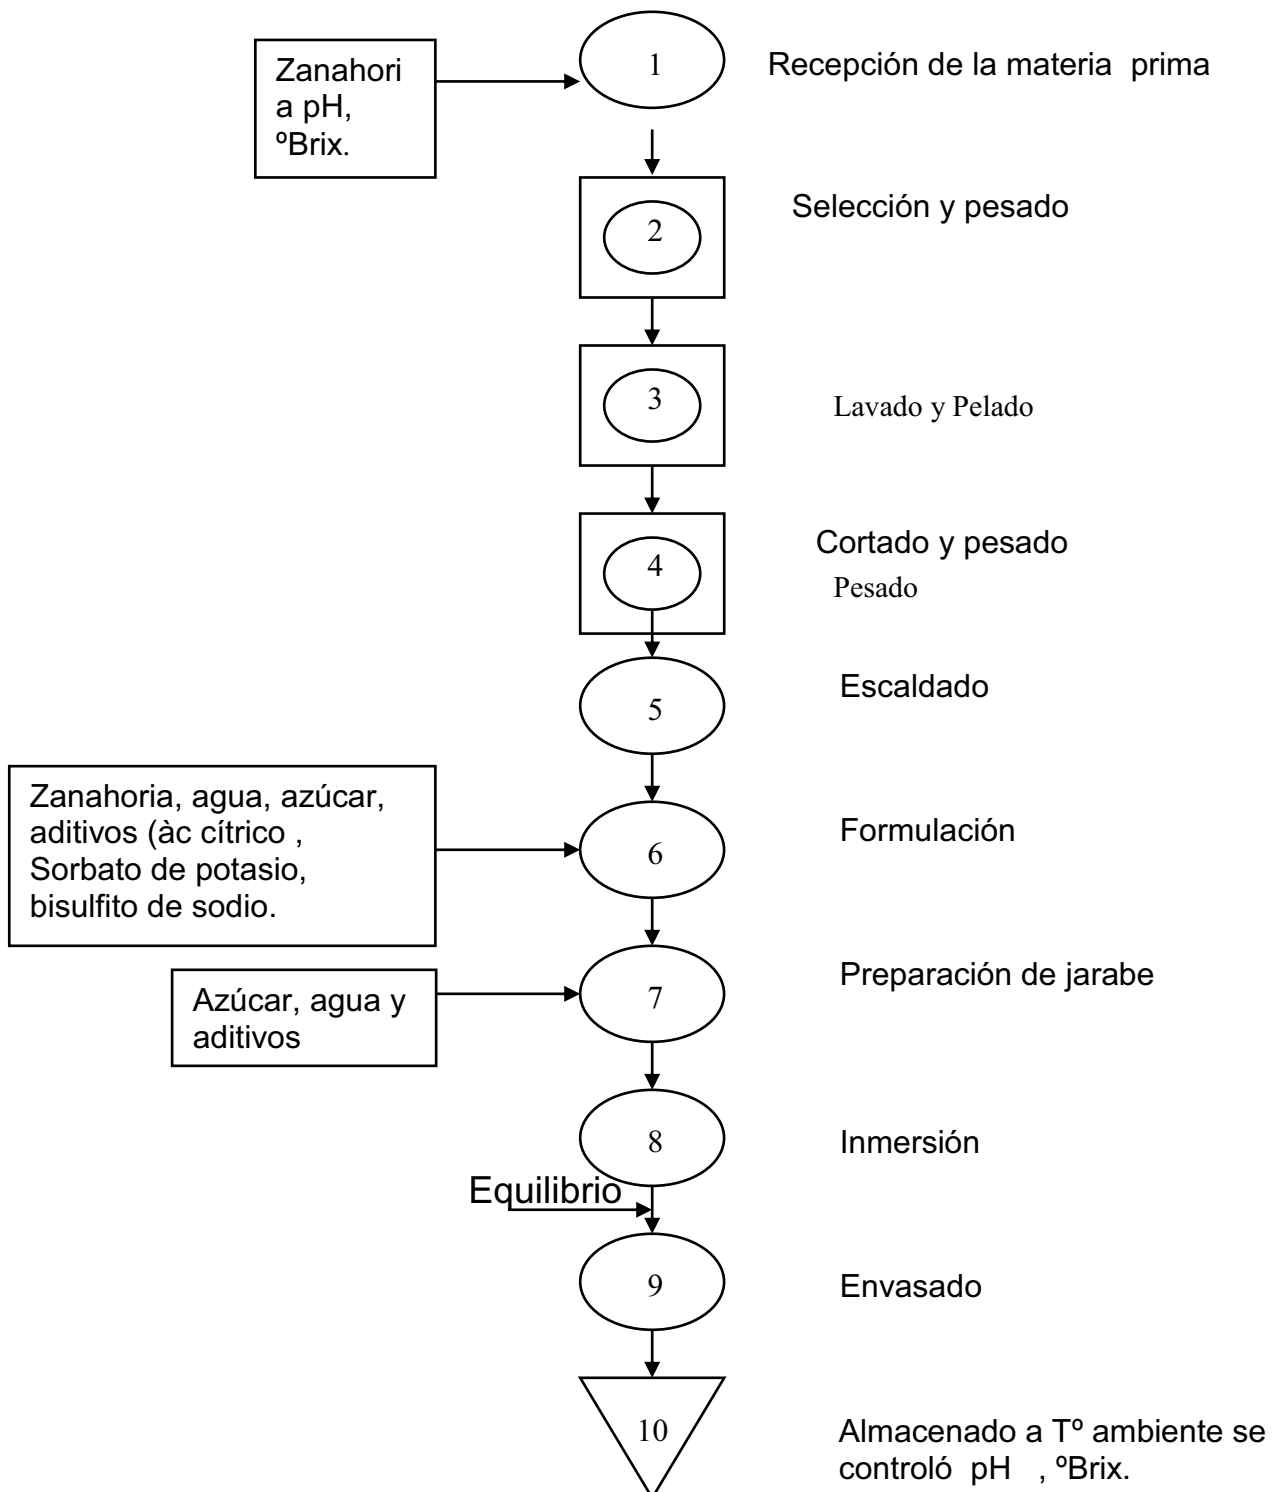 Zanahori
a pH,
ºBrix.
1
Recepción de la materia  prima
2
Selección y pesado
3
Lavado y Pelado
4
Cortado y pesado
Pesado
5
Escaldado
Zanahoria, agua, azúcar,
aditivos (àc cítrico ,
Sorbato de potasio,
bisulfito de sodio.
6
Formulación
Azúcar, agua y
aditivos
7
Preparación de jarabe
8
Inmersión
Equilibrio
9
Envasado
10
Almacenado a Tº ambiente se
controló  pH   , ºBrix.